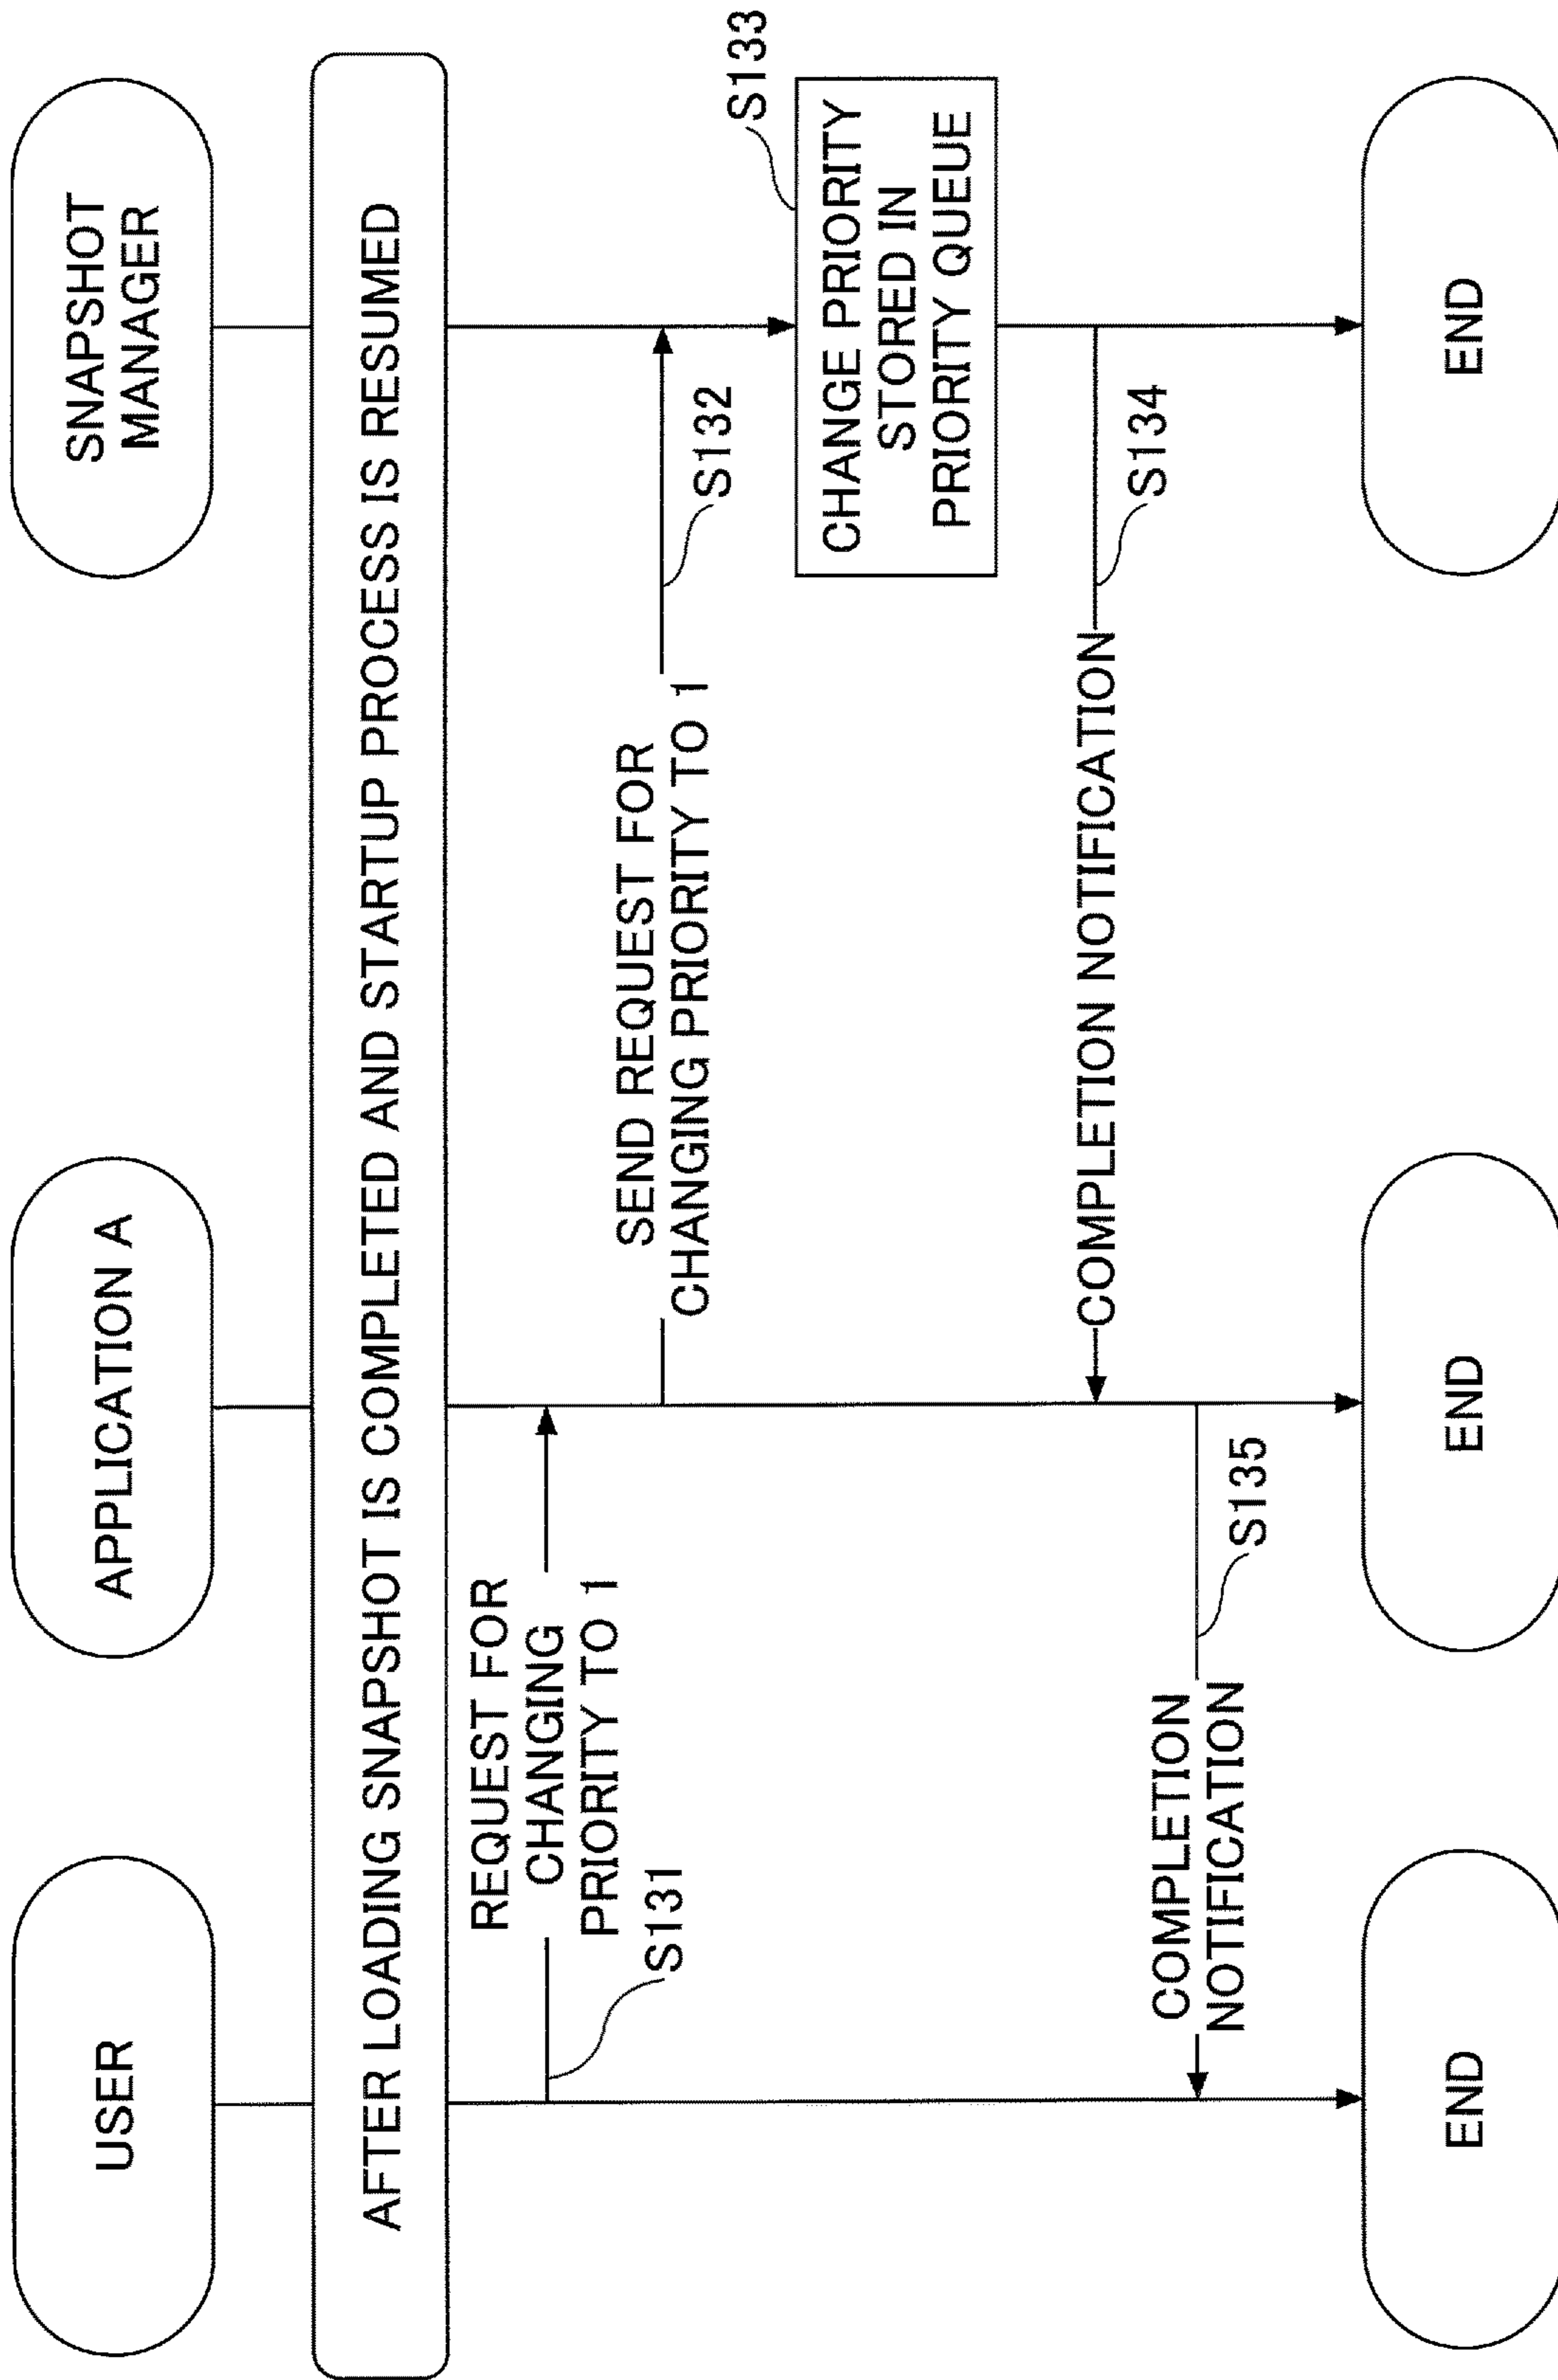 USER
APPLICATION A
SNAPSHOT
MANAGER
AFTER LOADING SNAPSHOT IS COMPLETED AND STARTUP PROCESS IS RESUMED
REQUEST FOR
CHANGING
PRIORITY TO 1
S131
SEND REQUEST FOR
CHANGING PRIORITY TO 1
S132
S133
CHANGE PRIORITY
STORED IN
PRIORITY QUEUE
COMPLETION NOTIFICATION
S134
COMPLETION
NOTIFICATION
S135
END
END
END